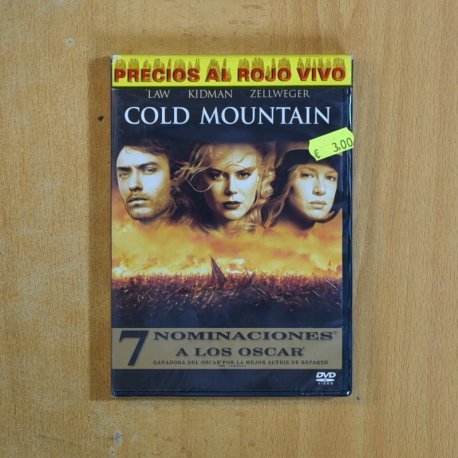 PRECIOS AL ROJO VIVO
LAW KIDMAN ZELLWEGER
COLD MOUNTAIN
€ 3.00
7 NOMINACIONES
A LOS OSCAR®
GANADORA DEL OSCAR® POR LA MEJOR ACTRIZ DE REPARTO
DVD
VIDEO